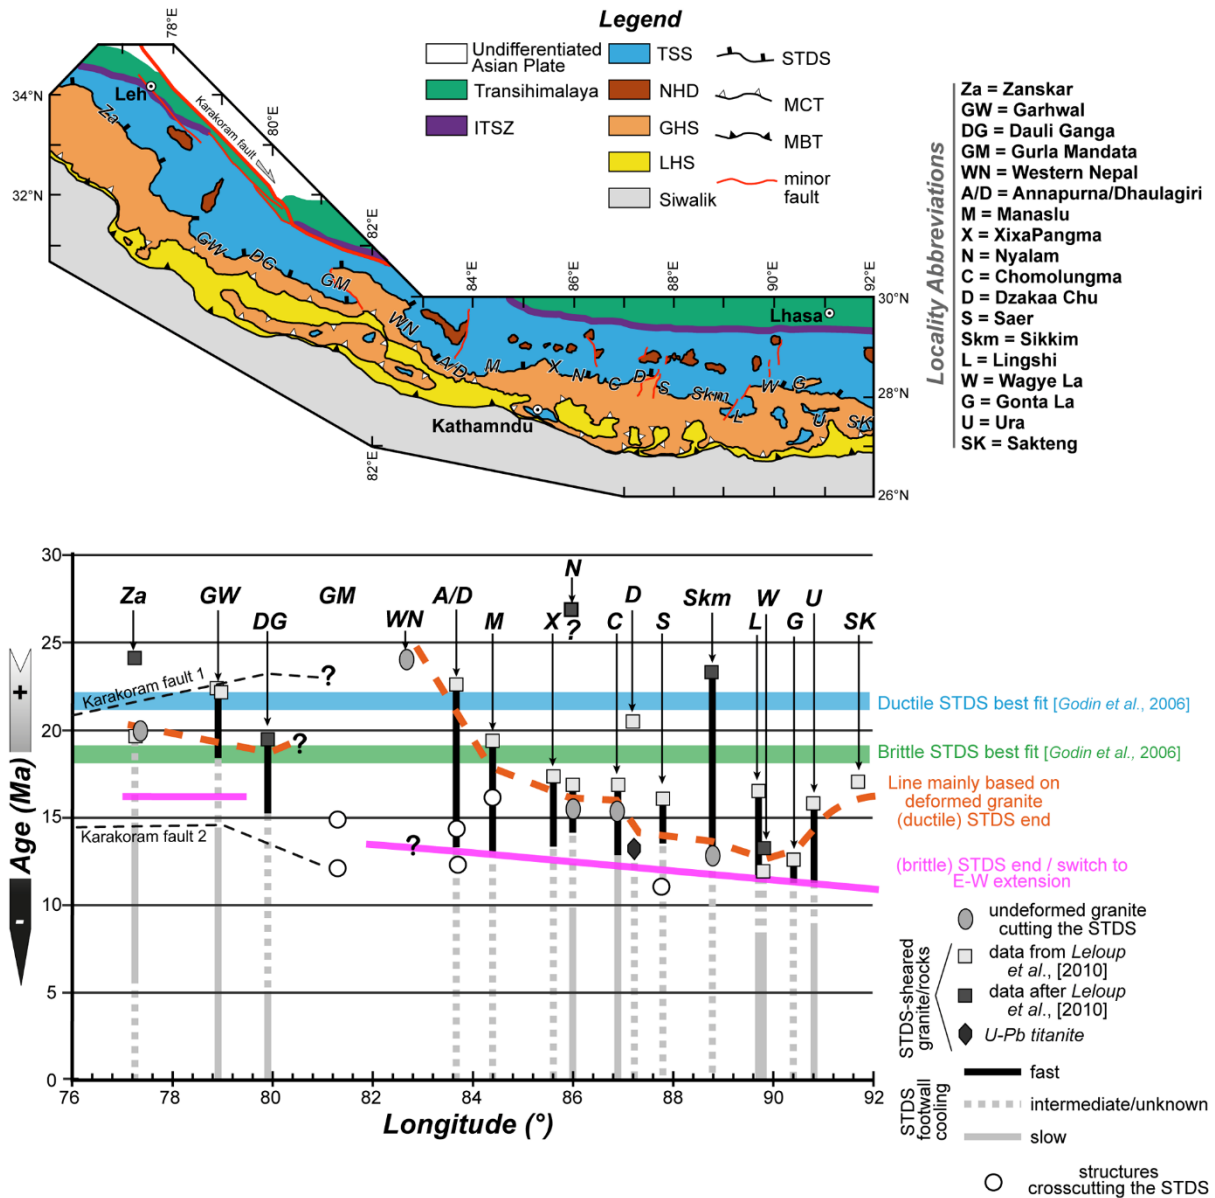 Legend
Undifferentiated
Asian Plate
Transihimalaya
ITSZ
TSS
NHD
GHS
LHS
Siwalik
STDS
MCT
MBT
minor
fault
Locality Abbreviations
Za = Zanskar
GW = Garhwal
DG = Dauli Ganga
GM = Gurla Mandata
WN = Western Nepal
A/D = Annapurna/Dhaulagiri
M = Manaslu
X = XixaPangma
N = Nyalam
C = Chomolungma
D = Dzakaa Chu
S = Saer
Skm = Sikkim
L = Lingshi
W = Wagye La
G = Gonta La
U = Ura
SK = Sakteng
78°E
80°E
82°E
84°E
86°E
88°E
90°E
92°E
34°N
32°N
30°N
28°N
26°N
82°E
Leh
Karakoram fault
Lhasa
Kathamndu
Za
GW
DG
GM
WN
A/D
M
X
N
C
D
S
Skm
L
W
G
U
SK
30
25
20
15
10
5
0
+
Age (Ma)
-
76
78
80
82
84
86
88
90
92
Longitude (°)
Za
GW
DG
GM
WN
A/D
M
X
N
?
C
D
S
Skm
L
W
G
U
SK
Karakoram fault 1
?
?
Karakoram fault 2
?
Ductile STDS best fit [Godin et al., 2006]
Brittle STDS best fit [Godin et al., 2006]
Line mainly based on
deformed granite
(ductile) STDS end
(brittle) STDS end / switch to
E-W extension
undeformed granite
cutting the STDS
STDS-sheared
granite/rocks
data from Leloup
et al., [2010]
data after Leloup
et al., [2010]
U-Pb titanite
STDS
footwall
cooling
fast
intermediate/unknown
slow
structures
crosscutting the STDS